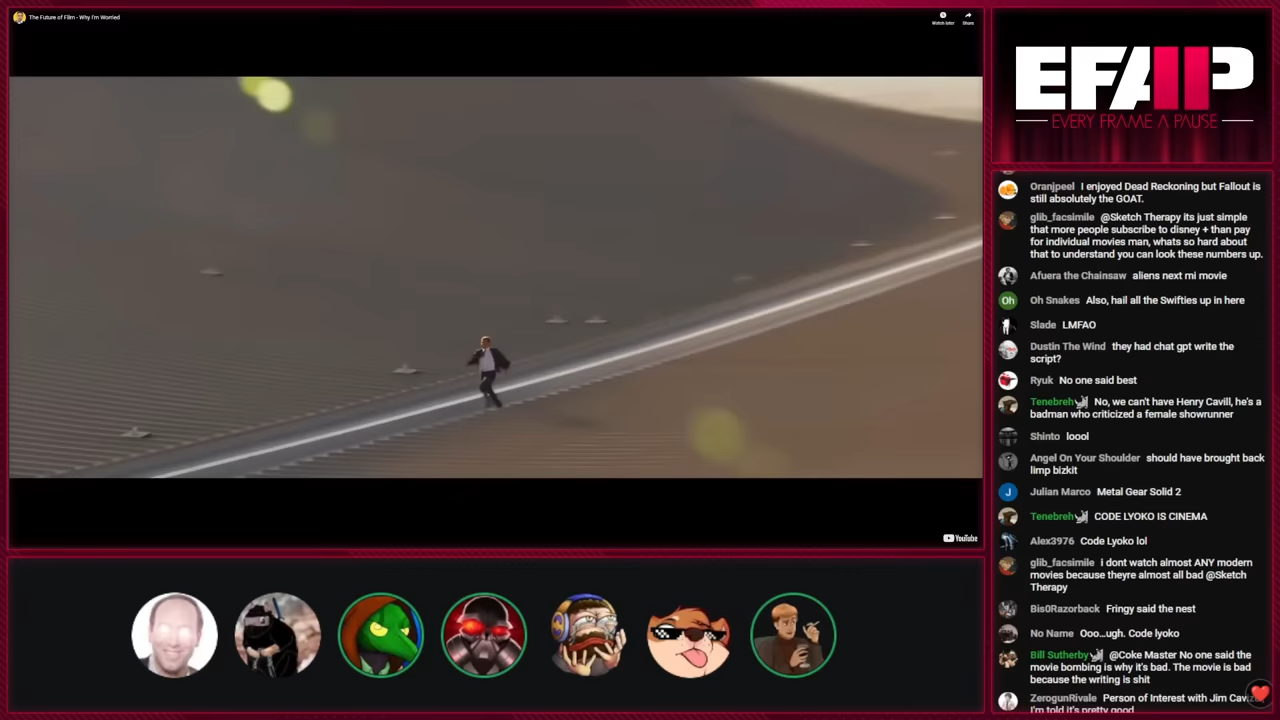 The Future of Film - Why I'm Worried
Watch later
Share
YouTube
EFAP
EVERY FRAME A PAUSE
Oranjpeel I enjoyed Dead Reckoning but Fallout is
still absolutely the GOAT.
glib_facsimile @Sketch Therapy its just simple
that more people subscribe to disney + than pay
for individual movies man, whats so hard about
that to understand you can look these numbers up.
Afuera the Chainsaw aliens next mi movie
Oh
Oh Snakes Also, hail all the Swifties up in here
Slade LMFAO
Dustin The Wind they had chat gpt write the
script?
Ryuk No one said best
Tenebreh No, we can't have Henry Cavill, he's a
badman who criticized a female showrunner
Shinto loool
Angel On Your Shoulder should have brought back
limp bizkit
J
Julian Marco Metal Gear Solid 2
Tenebreh CODE LYOKO IS CINEMA
Alex3976 Code Lyoko lol
glib_facsimile i dont watch almost ANY modern
movies because theyre almost all bad @Sketch
Therapy
Bis0Razorback Fringy said the nest
No Name Ooo...ugh. Code lyoko
Bill Sutherby @Coke Master No one said the
movie bombing is why it's bad. The movie is bad
because the writing is shit
ZerogunRivale Person of Interest with Jim
I'm told it's pretty good